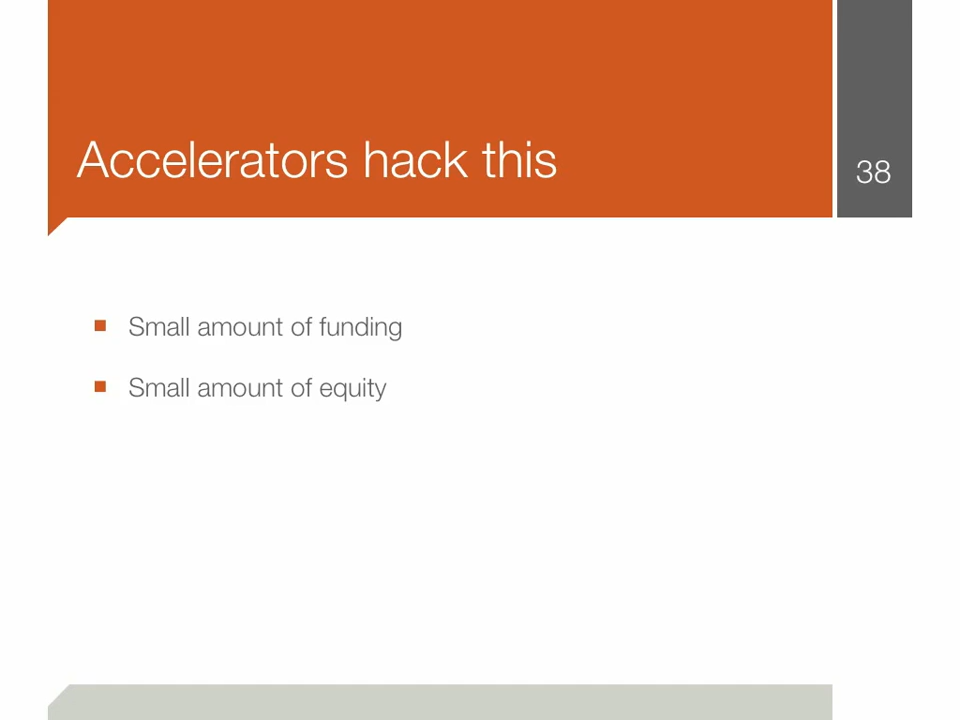 Accelerators hack this
38
Small amount of funding
Small amount of equity